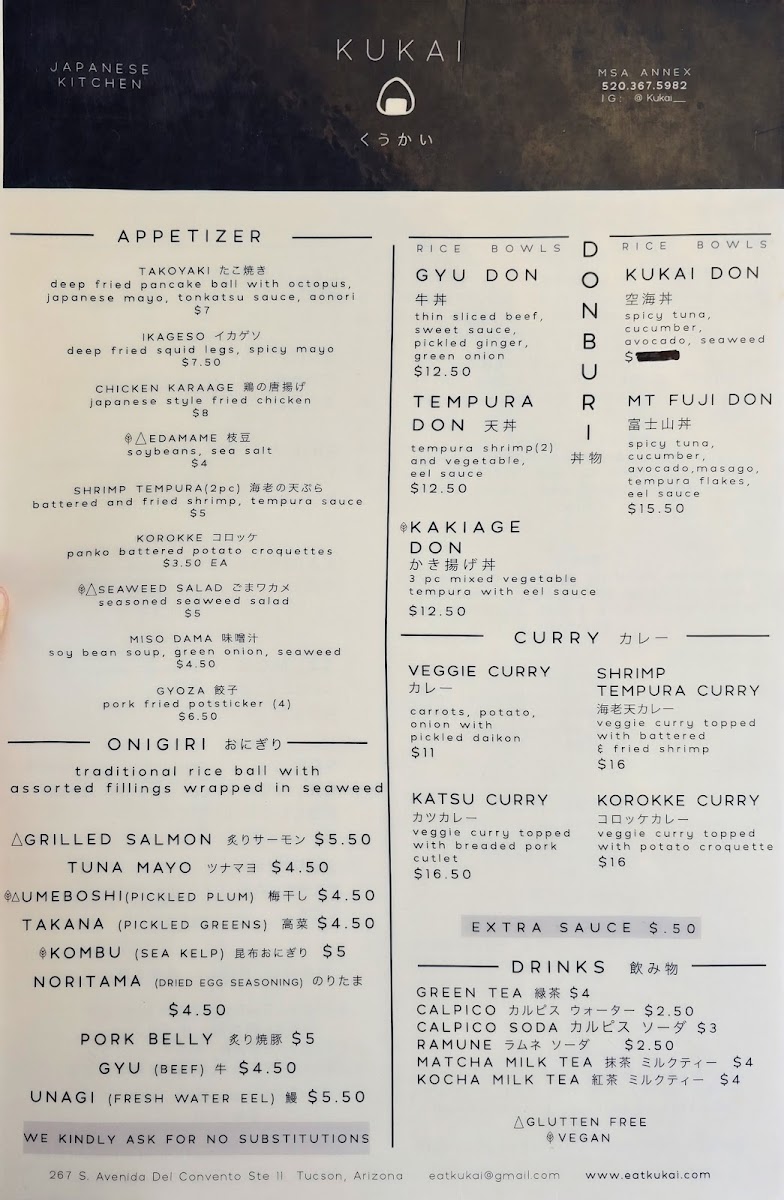 JAPANESE
KITCHEN
KUKAI
くうかい
MSA ANNEX
520.367.5982
IG: @ Kukai__
APPETIZER
TAKOYAKI たこ焼き
deep fried pancake ball with octopus,
japanese mayo, tonkatsu sauce, aonori
$7
IKAGESO イカゲソ
deep fried squid legs, spicy mayo
$7.50
CHICKEN KARAAGE 鶏の唐揚げ
japanese style fried chicken
$8
EDAMAME 枝豆
soybeans, sea salt
$4
SHRIMP TEMPURA(2pc) 海老の天ぷら
battered and fried shrimp, tempura sauce
$5
KOROKKE コロッケ
panko battered potato croquettes
$3.50 EA
SEAWEED SALAD ごまワカメ
seasoned seaweed salad
$5
MISO DAMA 味噌汁
soy bean soup, green onion, seaweed
$4.50
GYOZA 餃子
pork fried potsticker (4)
$6.50
ONIGIRI おにぎり
traditional rice ball with
assorted fillings wrapped in seaweed
GRILLED SALMON 炙りサーモン $5.50
TUNA MAYO ツナマヨ $4.50
UMEBOSHI(PICKLED PLUM) 梅干し $4.50
TAKANA (PICKLED GREENS) 高菜 $4.50
KOMBU (SEA KELP) 昆布おにぎり $5
NORITAMA (DRIED EGG SEASONING) のりたま
$4.50
PORK BELLY 炙り焼豚 $5
GYU (BEEF) 牛 $4.50
UNAGI (FRESH WATER EEL) 鰻 $5.50
WE KINDLY ASK FOR NO SUBSTITUTIONS
DONBURI
丼物
RICE BOWLS
GYU DON
牛丼
thin sliced beef,
sweet sauce,
pickled ginger,
green onion
$12.50
TEMPURA
DON 天丼
tempura shrimp(2)
and vegetable,
eel sauce
$12.50
KAKIAGE
DON
かき揚げ丼
3 pc mixed vegetable
tempura with eel sauce
$12.50
RICE BOWLS
KUKAI DON
空海丼
spicy tuna,
cucumber,
avocado, seaweed
$
MT FUJI DON
富士山丼
spicy tuna,
cucumber,
avocado,masago,
tempura flakes,
eel sauce
$15.50
CURRY カレー
VEGGIE CURRY
カレー
carrots, potato,
onion with
pickled daikon
$11
SHRIMP
TEMPURA CURRY
海老天カレー
veggie curry topped
with battered
& fried shrimp
$16
KATSU CURRY
カツカレー
veggie curry topped
with breaded pork
cutlet
$16.50
KOROKKE CURRY
コロッケカレー
veggie curry topped
with potato croquette
$16
EXTRA SAUCE $.50
DRINKS 飲み物
GREEN TEA 緑茶 $4
CALPICO カルピス ウォーター $2.50
CALPICO SODA カルピス ソーダ $3
RAMUNE ラムネ ソーダ $2.50
MATCHA MILK TEA 抹茶 ミルクティー $4
KOCHA MILK TEA 紅茶 ミルクティー $4
GLUTTEN FREE
VEGAN
267 S. Avenida Del Convento Ste 11 Tucson, Arizona eatkukai@gmail.com www.eatkukai.com